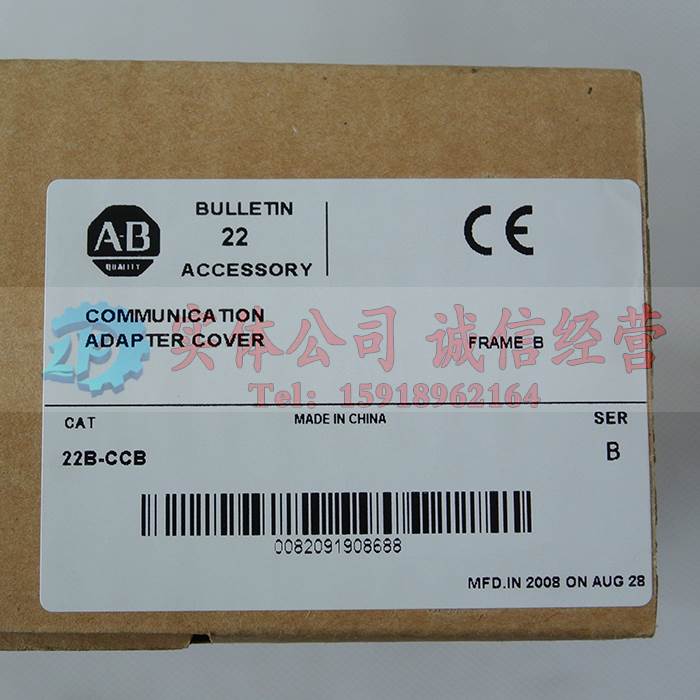 A-B
QUALITY
BULLETIN
22
ACCESSORY
CE
COMMUNICATION
ADAPTER COVER
FRAME B
实体公司 诚信经营
Tel: 15918962164
CAT
MADE IN CHINA
SER
22B-CCB
B
0082091908688
MFD.IN 2008 ON AUG 28